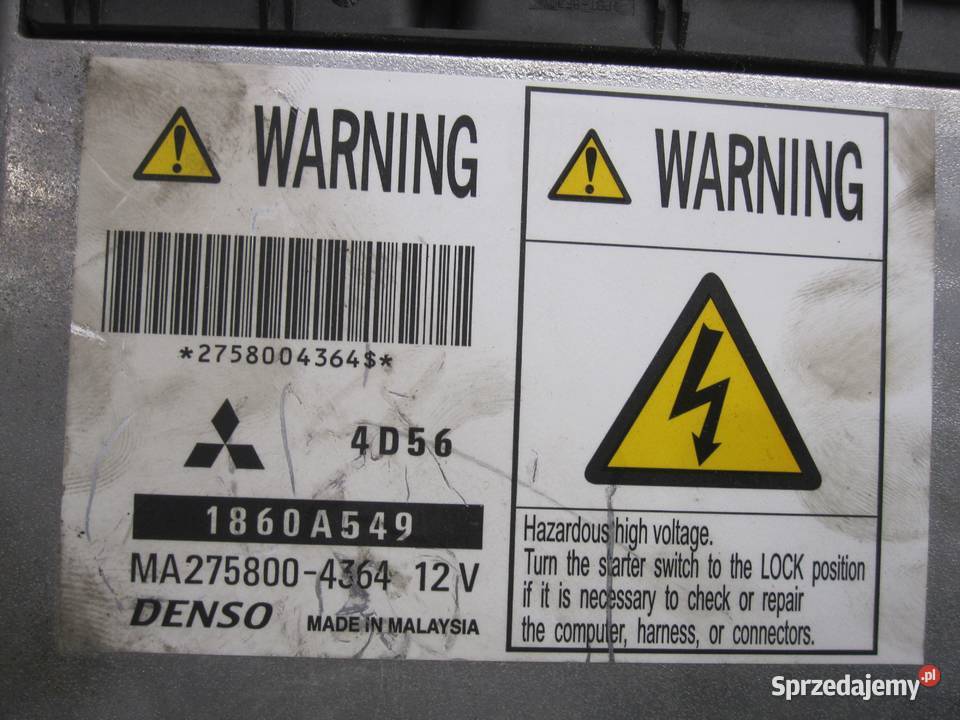 WARNING
*2758004364$*
4D56
1860A549
MA275800-4364 12V
DENSO MADE IN MALAYSIA
WARNING
Hazardous high voltage.
Turn the starter switch to the LOCK position
if it is necessary to check or repair
the computer, harness, or connectors.
Sprzedajemy.pl